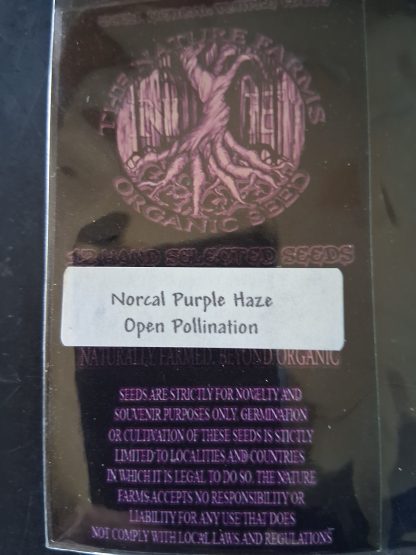 THE NATURE FARMS
N TF
ORGANIC SEED
12 HAND SELECTED SEEDS
Norcal Purple Haze
Open Pollination
NATURALLY FARMED, BEYOND ORGANIC
SEEDS ARE STRICTLY FOR NOVELTY AND
SOUVENIR PURPOSES ONLY. GERMINATION
OR CULTIVATION OF THESE SEEDS IS STICTLY
LIMITED TO LOCALITIES AND COUNTRIES
IN WHICH IT IS LEGAL TO DO SO. THE NATURE
FARMS ACCEPTS NO RESPONSIBILITY OR
LIABILITY FOR ANY USE THAT DOES
NOT COMPLY WITH LOCAL LAWS AND REGULATIONS